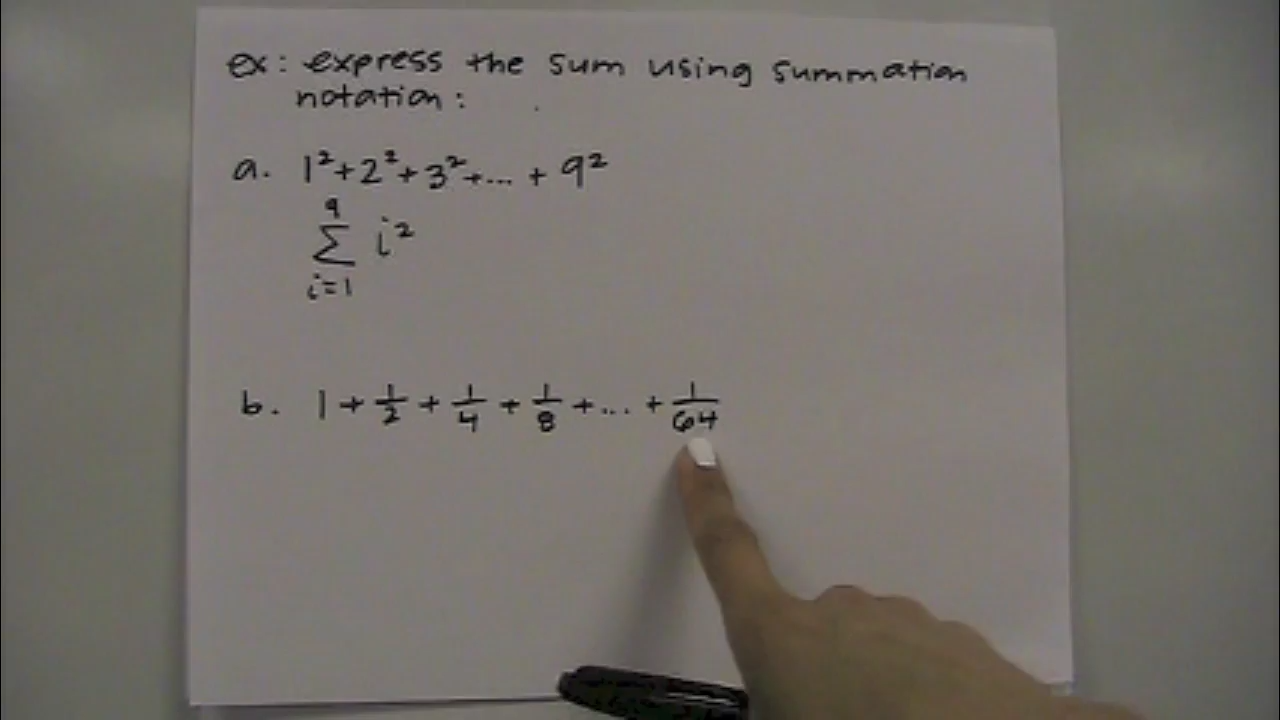 ex: express the sum using summation
notation:
a. 1²+2²+3²+...+ 9²
9
∑ i²
i=1
b. 1 + 1/2 + 1/4 + 1/8 +...+ 1/64